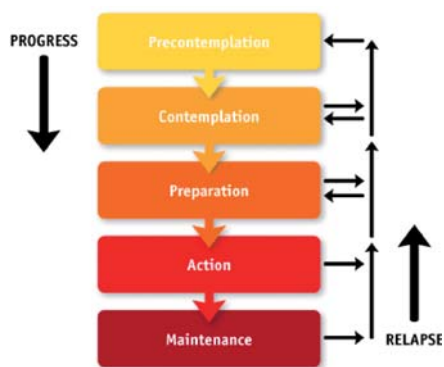 PROGRESS
Precontemplation
Contemplation
Preparation
Action
Maintenance
RELAPSE